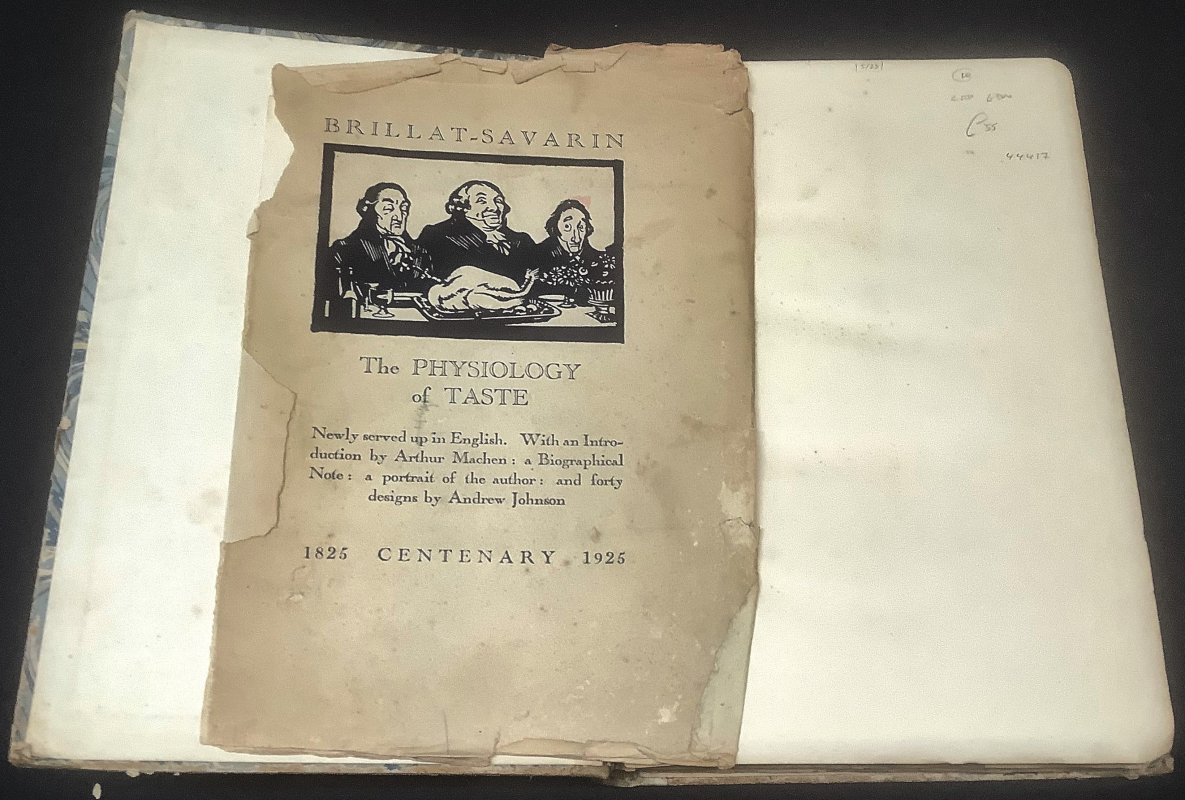 BRILLAT-SAVARIN
The PHYSIOLOGY
of TASTE
Newly served up in English. With an Intro-
duction by Arthur Machen : a Biographical
Note : a portrait of the author : and forty
designs by Andrew Johnson
1825 CENTENARY 1925
44417